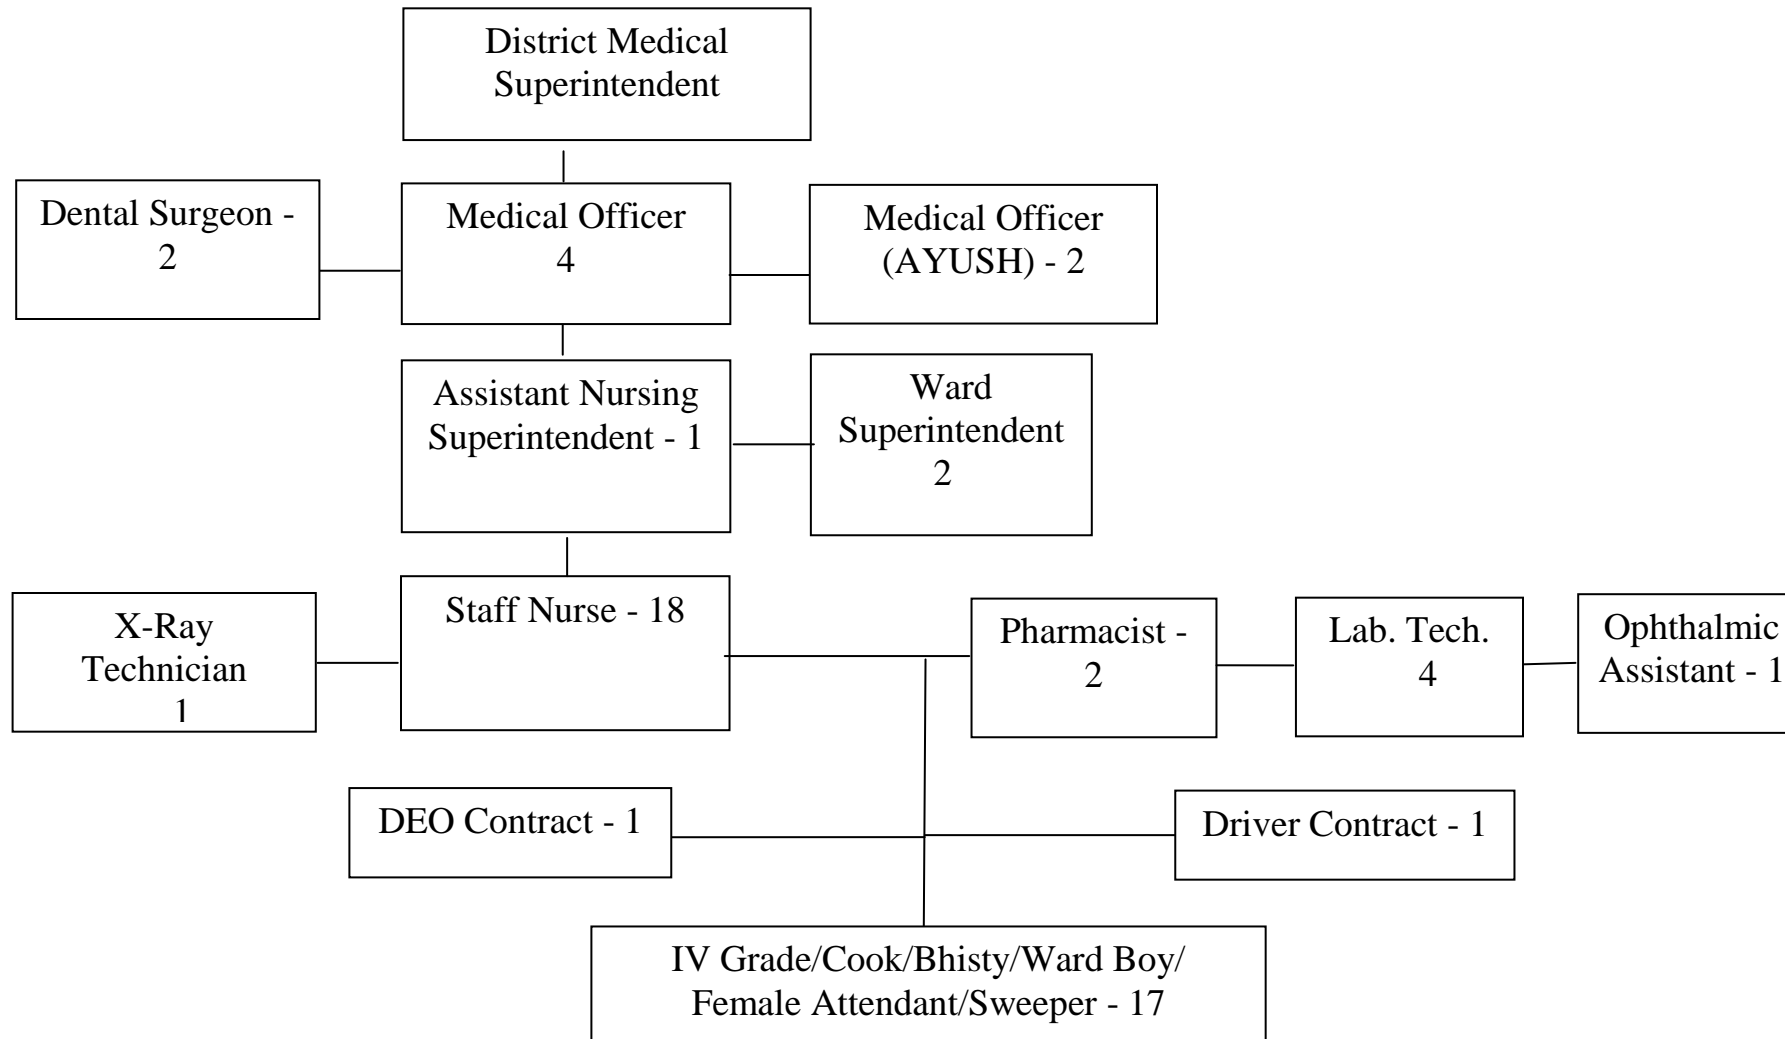 District Medical
Superintendent
Dental Surgeon -
2
Medical Officer
4
Medical Officer
(AYUSH) - 2
Assistant Nursing
Superintendent - 1
Ward
Superintendent
2
X-Ray
Technician
1
Staff Nurse - 18
Pharmacist -
2
Lab. Tech.
4
Ophthalmic
Assistant - 1
DEO Contract - 1
Driver Contract - 1
IV Grade/Cook/Bhisty/Ward Boy/
Female Attendant/Sweeper - 17